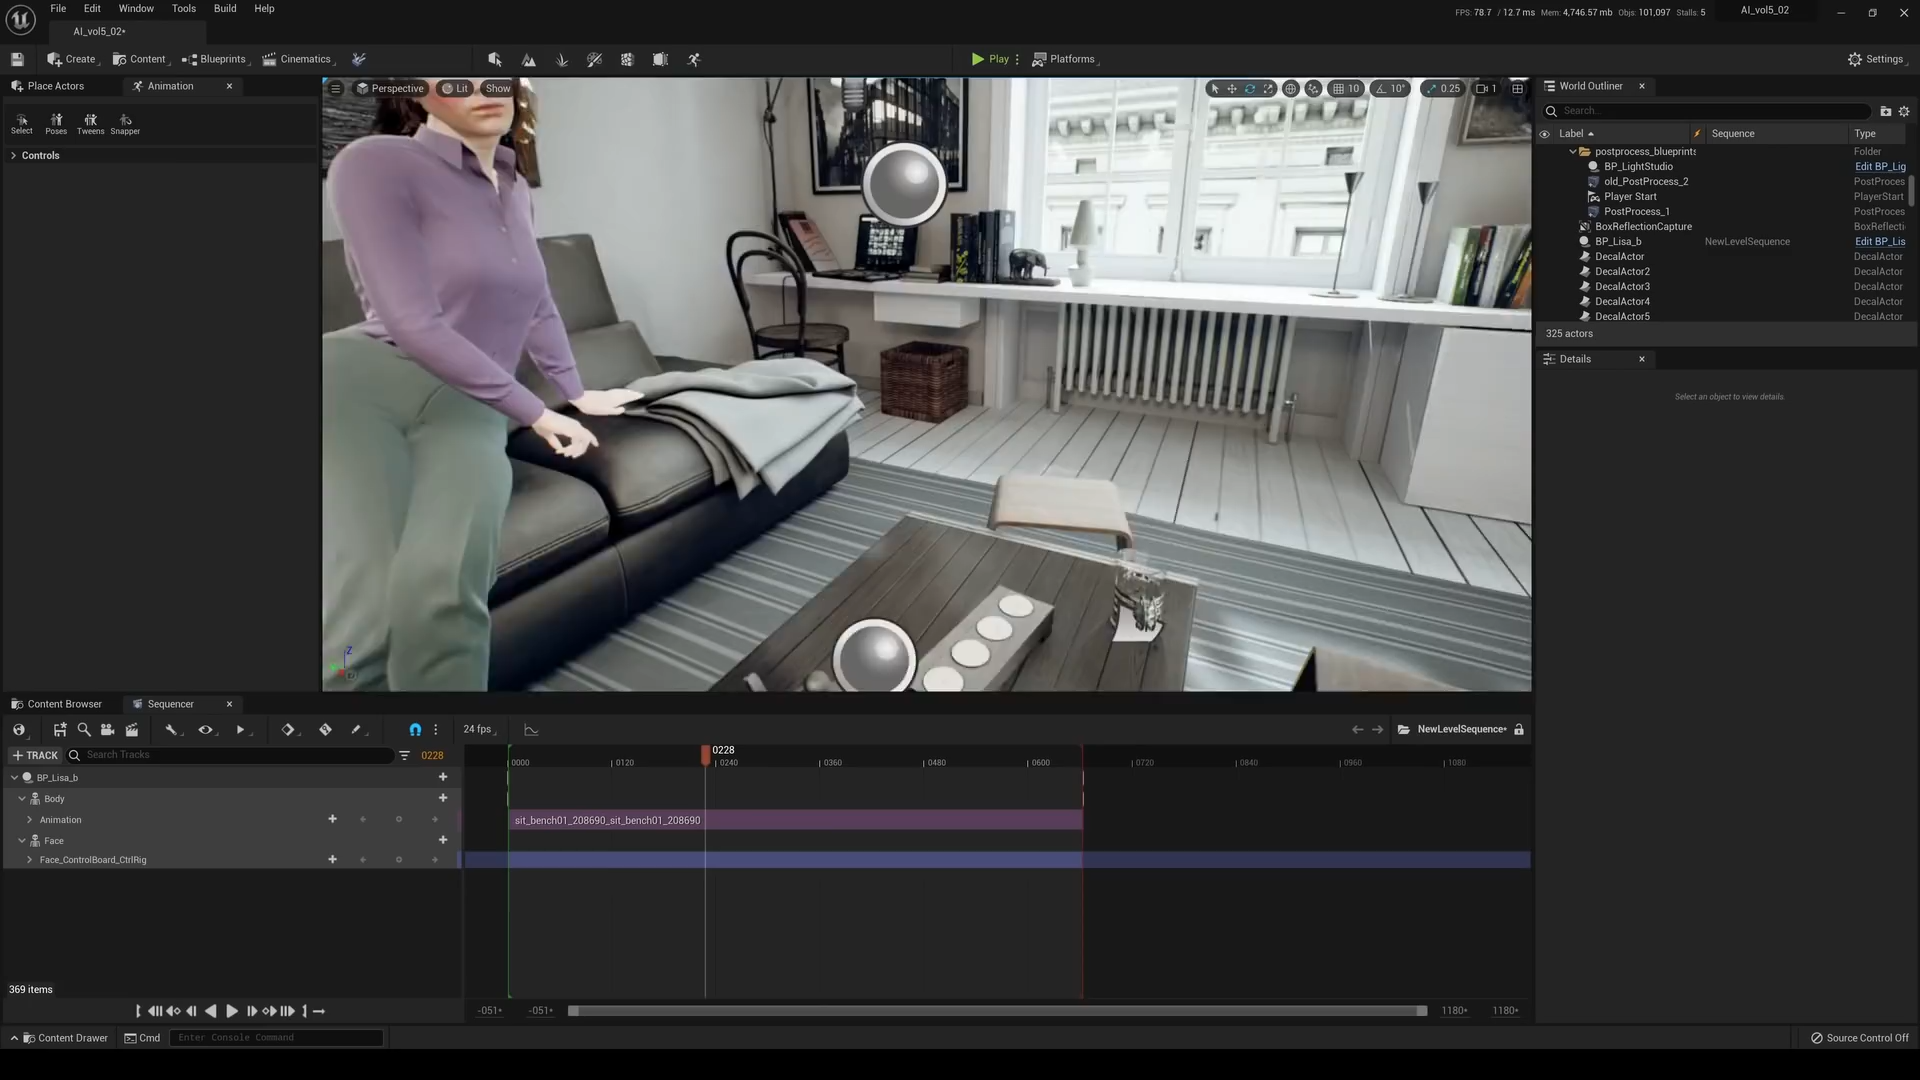 File Edit Window Tools Build Help
FPS: 78.7 / 12.7 ms Mem: 4,746.57 mb Objs: 101,097 Stalls: 5 AI_vol5_02
AI_vol5_02*
Create Content Blueprints Cinematics Play Platforms Settings
Place Actors Animation
Select Poses Tweens Snapper
Controls
Perspective Lit Show 10 10° 0.25 1
World Outliner
Search...
Label Sequence Type
postprocess_blueprints Folder
BP_LightStudio Edit BP_Lig
old_PostProcess_2 PostProces
Player Start PlayerStart
PostProcess_1 PostProces
BoxReflectionCapture BoxReflecti
BP_Lisa_b NewLevelSequence Edit BP_Lis
DecalActor DecalActor
DecalActor2 DecalActor
DecalActor3 DecalActor
DecalActor4 DecalActor
DecalActor5 DecalActor
325 actors
Details
Select an object to view details.
Z
Content Browser Sequencer
24 fps NewLevelSequence*
+ TRACK Search Tracks 0228
0228
0000 0120 0240 0360 0480 0600 0720 0840 0960 1080
BP_Lisa_b
Body
Animation
sit_bench01_208690_sit_bench01_208690
Face
Face_ControlBoard_CtrlRig
369 items
-051* -051* 1180* 1180*
Content Drawer Cmd Enter Console Command Source Control Off